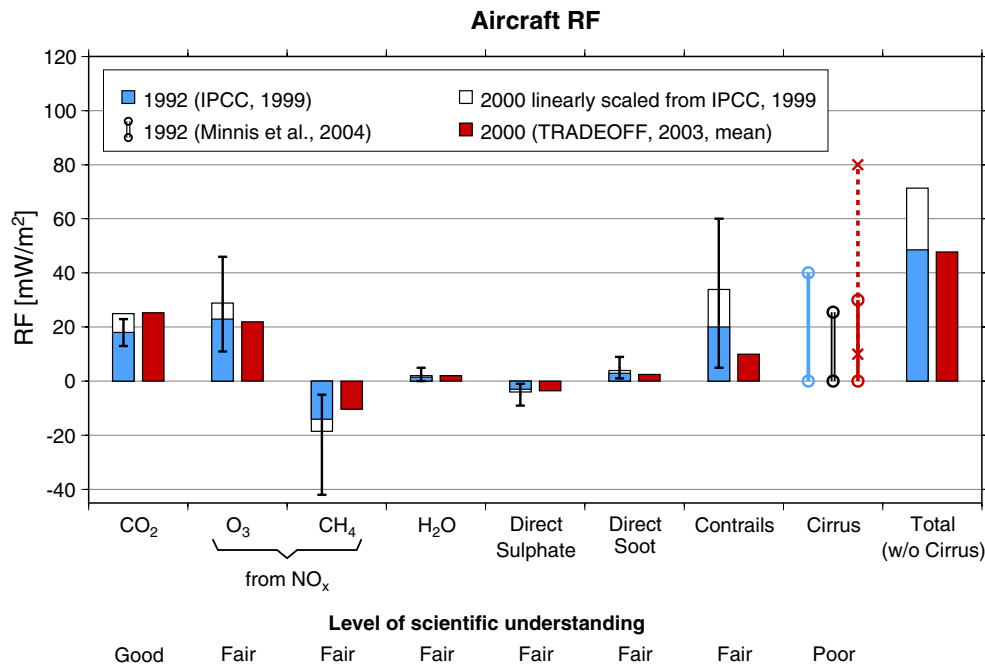 Aircraft RF
120
100
80
60
40
20
0
-20
-40
RF [mW/m²]
1992 (IPCC, 1999)
1992 (Minnis et al., 2004)
2000 linearly scaled from IPCC, 1999
2000 (TRADEOFF, 2003, mean)
CO₂
O₃
CH₄
H₂O
Direct
Sulphate
Direct
Soot
Contrails
Cirrus
Total
(w/o Cirrus)
from NOₓ
Level of scientific understanding
Good Fair Fair Fair Fair Fair Fair Poor